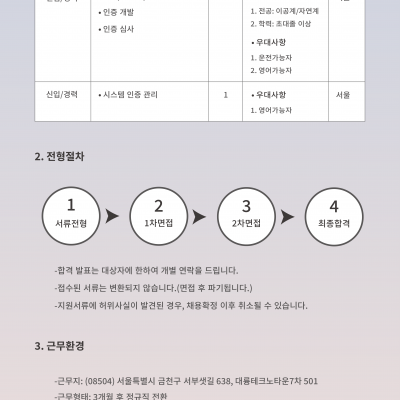 • 인증 개발
1. 전공: 이공계/자연계
2. 학력: 초대졸 이상
• 인증 심사
• 우대사항
1. 운전가능자
2. 영어가능자
신입/경력 • 시스템 인증 관리 1 • 우대사항 서울
1. 영어가능자
2. 전형절차
1 2 3 4
서류전형 1차면접 2차면접 최종합격
-합격 발표는 대상자에 한하여 개별 연락을 드립니다.
-접수된 서류는 변환되지 않습니다.(면접 후 파기됩니다.)
-지원서류에 허위사실이 발견된 경우, 채용확정 이후 취소될 수 있습니다.
3. 근무환경
-근무지: (08504) 서울특별시 금천구 서부샛길 638, 대륭테크노타운7차 501
-근무형태: 3개월 후 정규직 전환